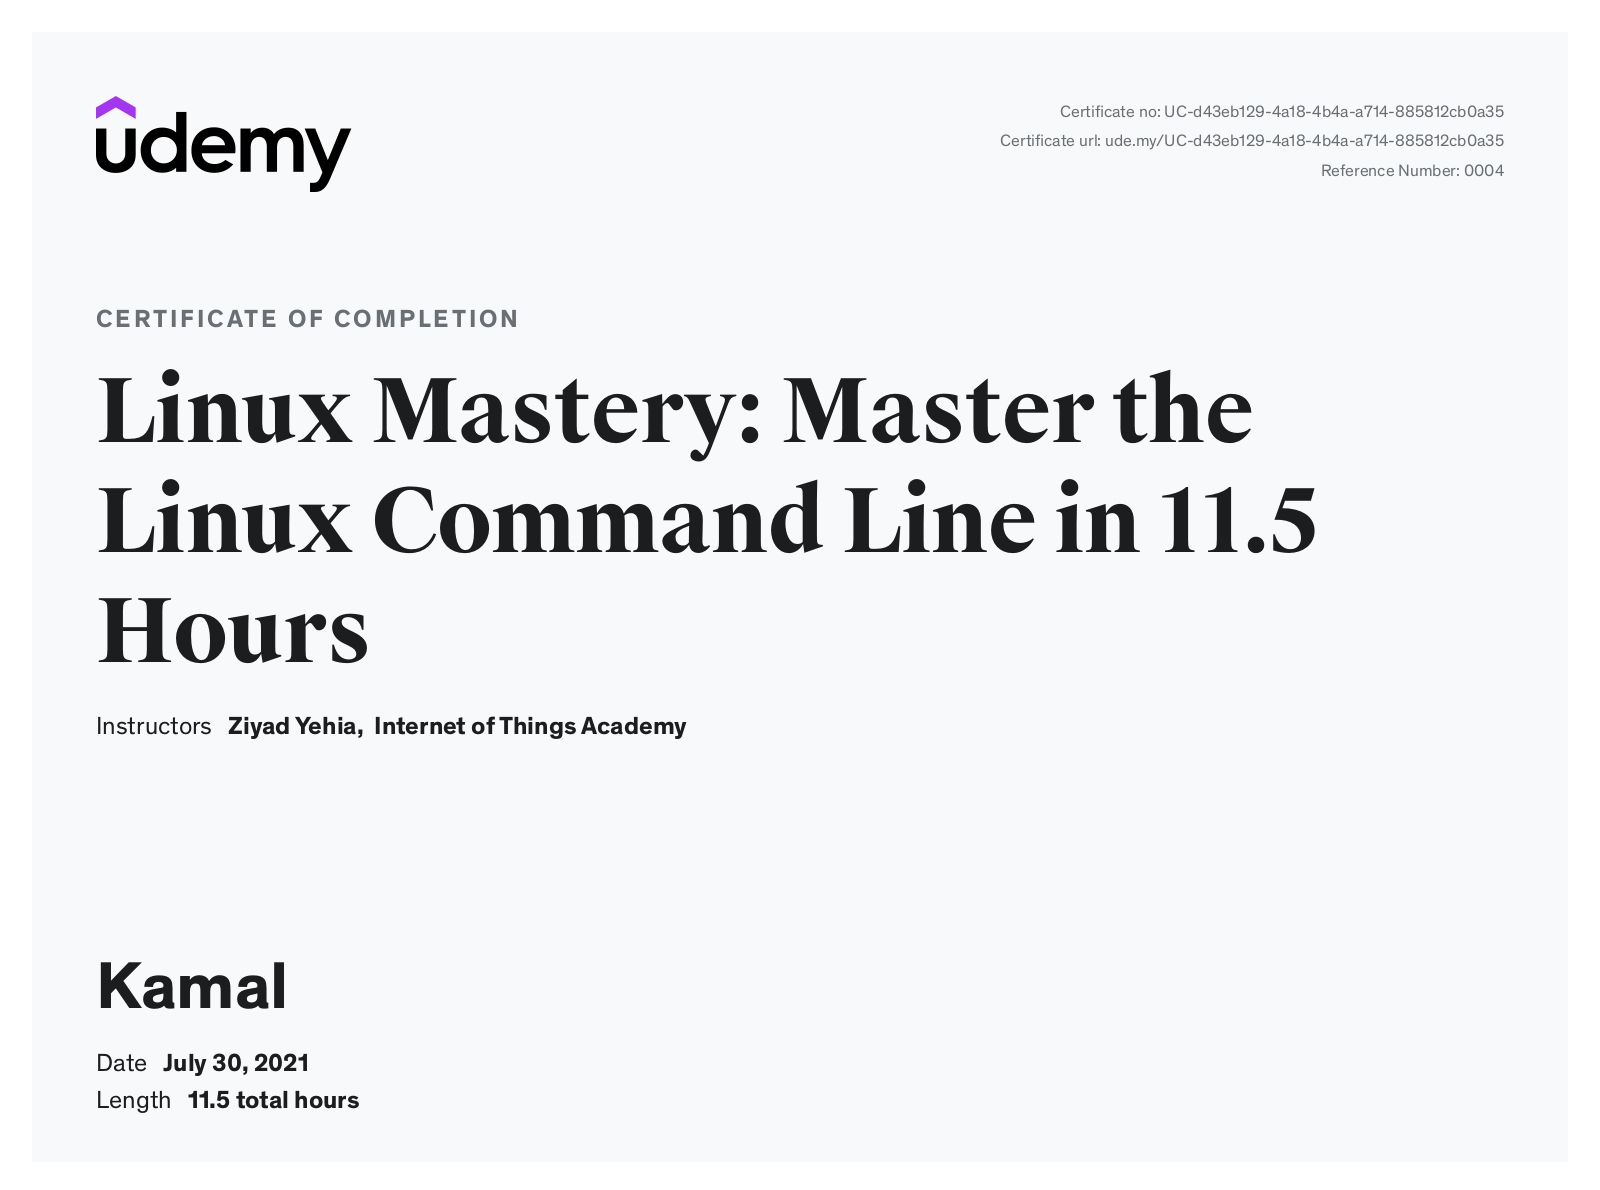 udemy
Certificate no: UC-d43eb129-4a18-4b4a-a714-885812cb0a35
Certificate url: ude.my/UC-d43eb129-4a18-4b4a-a714-885812cb0a35
Reference Number: 0004
CERTIFICATE OF COMPLETION
Linux Mastery: Master the
Linux Command Line in 11.5
Hours
Instructors Ziyad Yehia, Internet of Things Academy
Kamal
Date July 30, 2021
Length 11.5 total hours